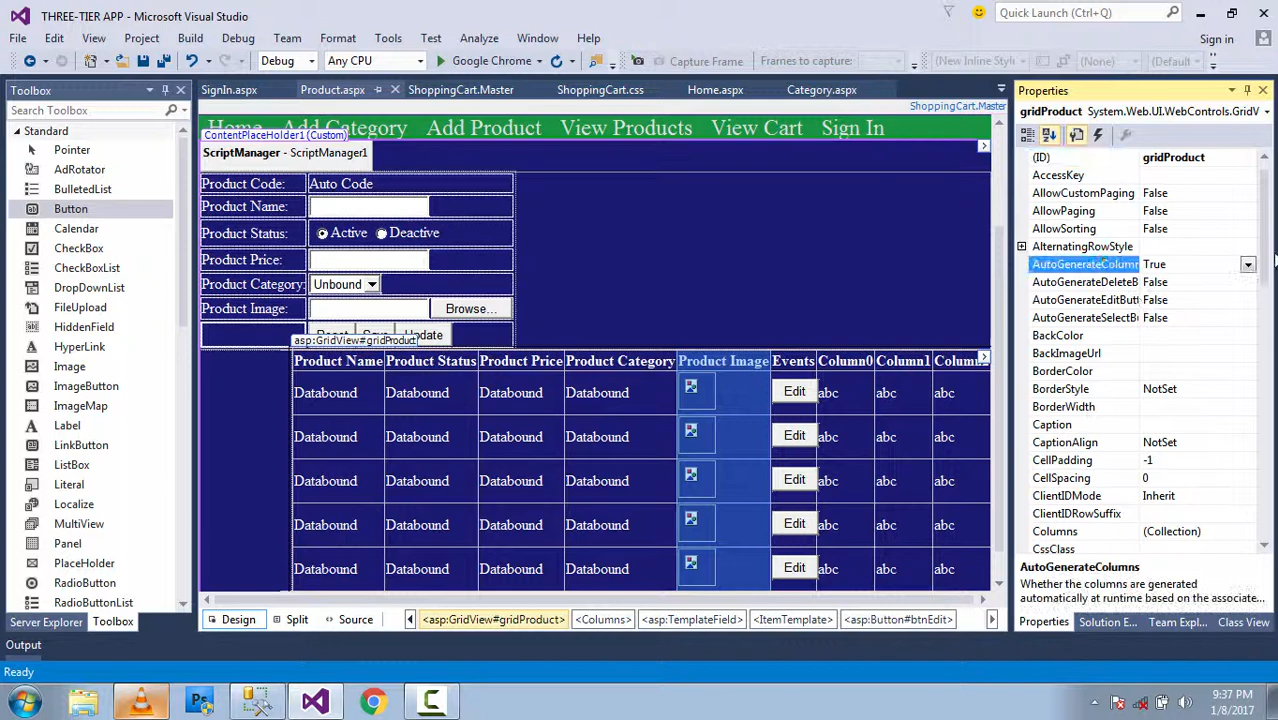 THREE-TIER APP - Microsoft Visual Studio
Quick Launch (Ctrl+Q)
File Edit View Project Build Debug Team Format Tools Test Analyze Window Help
Sign in
Debug Any CPU Google Chrome Capture Frame Frames to capture: (New Inline Styl (Default)
Toolbox
Search Toolbox
Standard
Pointer
AdRotator
BulletedList
Button
Calendar
CheckBox
CheckBoxList
DropDownList
FileUpload
HiddenField
HyperLink
Image
ImageButton
ImageMap
Label
LinkButton
ListBox
Literal
Localize
MultiView
Panel
PlaceHolder
RadioButton
RadioButtonList
Server Explorer Toolbox
SignIn.aspx Product.aspx ShoppingCart.Master ShoppingCart.css Home.aspx Category.aspx
ShoppingCart.Master
Home Add Category Add Product View Products View Cart Sign In
ContentPlaceHolder1 (Custom)
ScriptManager - ScriptManager1
Product Code: Auto Code
Product Name:
Product Status: Active Deactive
Product Price:
Product Category: Unbound
Product Image: Browse...
Reset Save Update
asp:GridView#gridProduct
Product Name Product Status Product Price Product Category Product Image Events Column0 Column1
Databound Databound Databound Databound Edit abc abc abc
Databound Databound Databound Databound Edit abc abc abc
Databound Databound Databound Databound Edit abc abc abc
Databound Databound Databound Databound Edit abc abc abc
Databound Databound Databound Databound Edit abc abc abc
Design Split Source <asp:GridView#gridProduct> <Columns> <asp:TemplateField> <ItemTemplate> <asp:Button#btnEdit>
Properties
gridProduct System.Web.UI.WebControls.GridV
(ID) gridProduct
AccessKey
AllowCustomPaging False
AllowPaging False
AllowSorting False
AlternatingRowStyle
AutoGenerateColumn True
AutoGenerateDeleteB False
AutoGenerateEditButt False
AutoGenerateSelectBu False
BackColor
BackImageUrl
BorderColor
BorderStyle NotSet
BorderWidth
Caption
CaptionAlign NotSet
CellPadding -1
CellSpacing 0
ClientIDMode Inherit
ClientIDRowSuffix
Columns (Collection)
CssClass
AutoGenerateColumns
Whether the columns are generated
automatically at runtime based on the associate...
Properties Solution E... Team Expl... Class View
Output
Ready
9:37 PM
1/8/2017